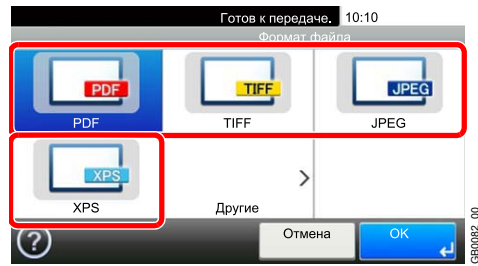 Готов к передаче. 10:10
Формат файла
PDF TIFF JPEG
PDF TIFF JPEG
XPS
XPS Другие
? Отмена OK
GB0082_00